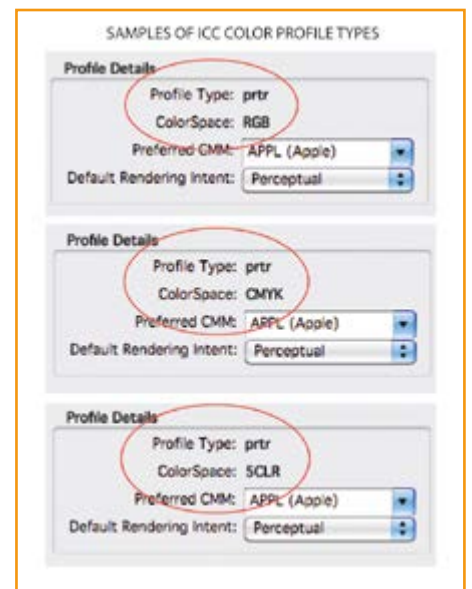 SAMPLES OF ICC COLOR PROFILE TYPES
Profile Details
Profile Type: prtr
ColorSpace: RGB
Preferred CMM: APPL (Apple)
Default Rendering Intent: Perceptual
Profile Details
Profile Type: prtr
ColorSpace: CMYK
Preferred CMM: APPL (Apple)
Default Rendering Intent: Perceptual
Profile Details
Profile Type: prtr
ColorSpace: 5CLR
Preferred CMM: APPL (Apple)
Default Rendering Intent: Perceptual